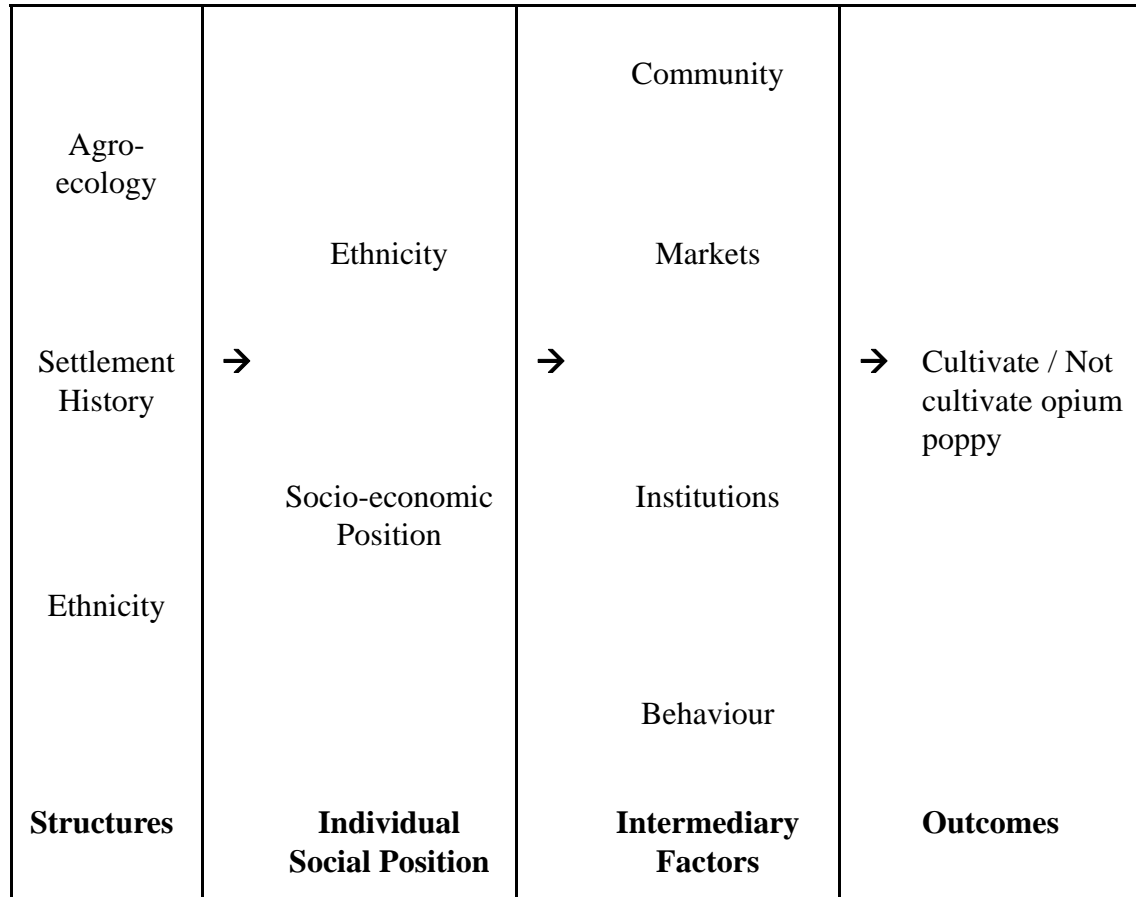 Agro-
ecology
Settlement
History
Ethnicity
Structures
→
Ethnicity
Socio-economic
Position
Individual
Social Position
→
Community
Markets
Institutions
Behaviour
Intermediary
Factors
→
Cultivate / Not
cultivate opium
poppy
Outcomes